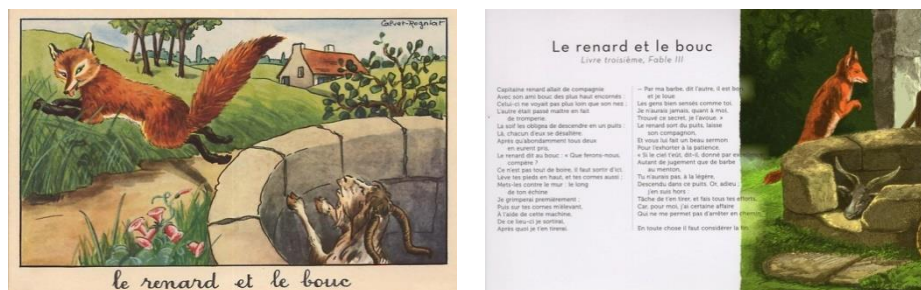 Calvet-Rogniat
le renard et le bouc
Le renard et le bouc
Livre troisième, Fable III
Capitaine renard allait de compagnie
Avec son ami bouc des plus haut encornés :
Celui-ci ne voyait pas plus loin que son nez ;
L'autre était passé maître en fait
de tromperie.
La soif les obligea de descendre en un puits :
Là, chacun d'eux se désaltère.
Après qu'abondamment tous deux
en eurent pris,
Le renard dit au bouc : « Que ferons-nous,
compère ?
Ce n'est pas tout de boire, il faut sortir d'ici.
Lève tes pieds en haut, et tes cornes aussi :
Mets-les contre le mur : le long
de ton échine
Je grimperai premièrement :
Puis sur tes cornes m'élevant,
À l'aide de cette machine,
De ce lieu-ci je sortirai,
Après quoi je t'en tirerai.
— Par ma barbe, dit l'autre, il est bo
et je loue
Les gens bien sensés comme toi.
Je n'aurais jamais, quant à moi,
Trouvé ce secret, je l'avoue. »
Le renard sort du puits, laisse
son compagnon,
Et vous lui fait un beau sermon
Pour l'exhorter à la patience.
« Si le ciel t'eût, dit-il, donné par ex
Autant de jugement que de barbe
au menton,
Tu n'aurais pas, à la légère,
Descendu dans ce puits. Or, adieu ;
j'en suis hors :
Tâche de t'en tirer, et fais tous tes efforts,
Car, pour moi, j'ai certaine affaire
Qui ne me permet pas d'arrêter en chemin.
En toute chose il faut considérer la fin.